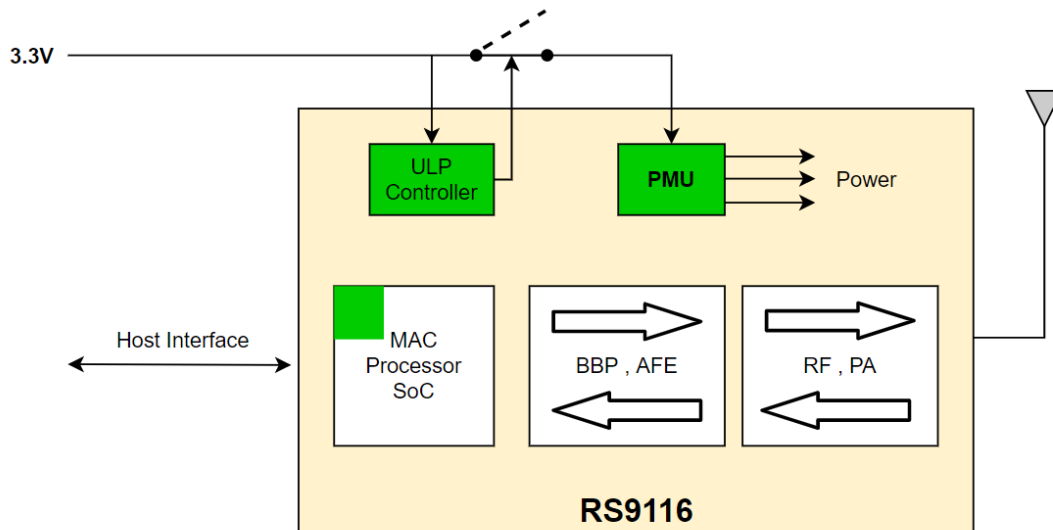 3.3V
ULP
Controller
PMU
Power
Host Interface
MAC
Processor
SoC
BBP , AFE
RF , PA
RS9116